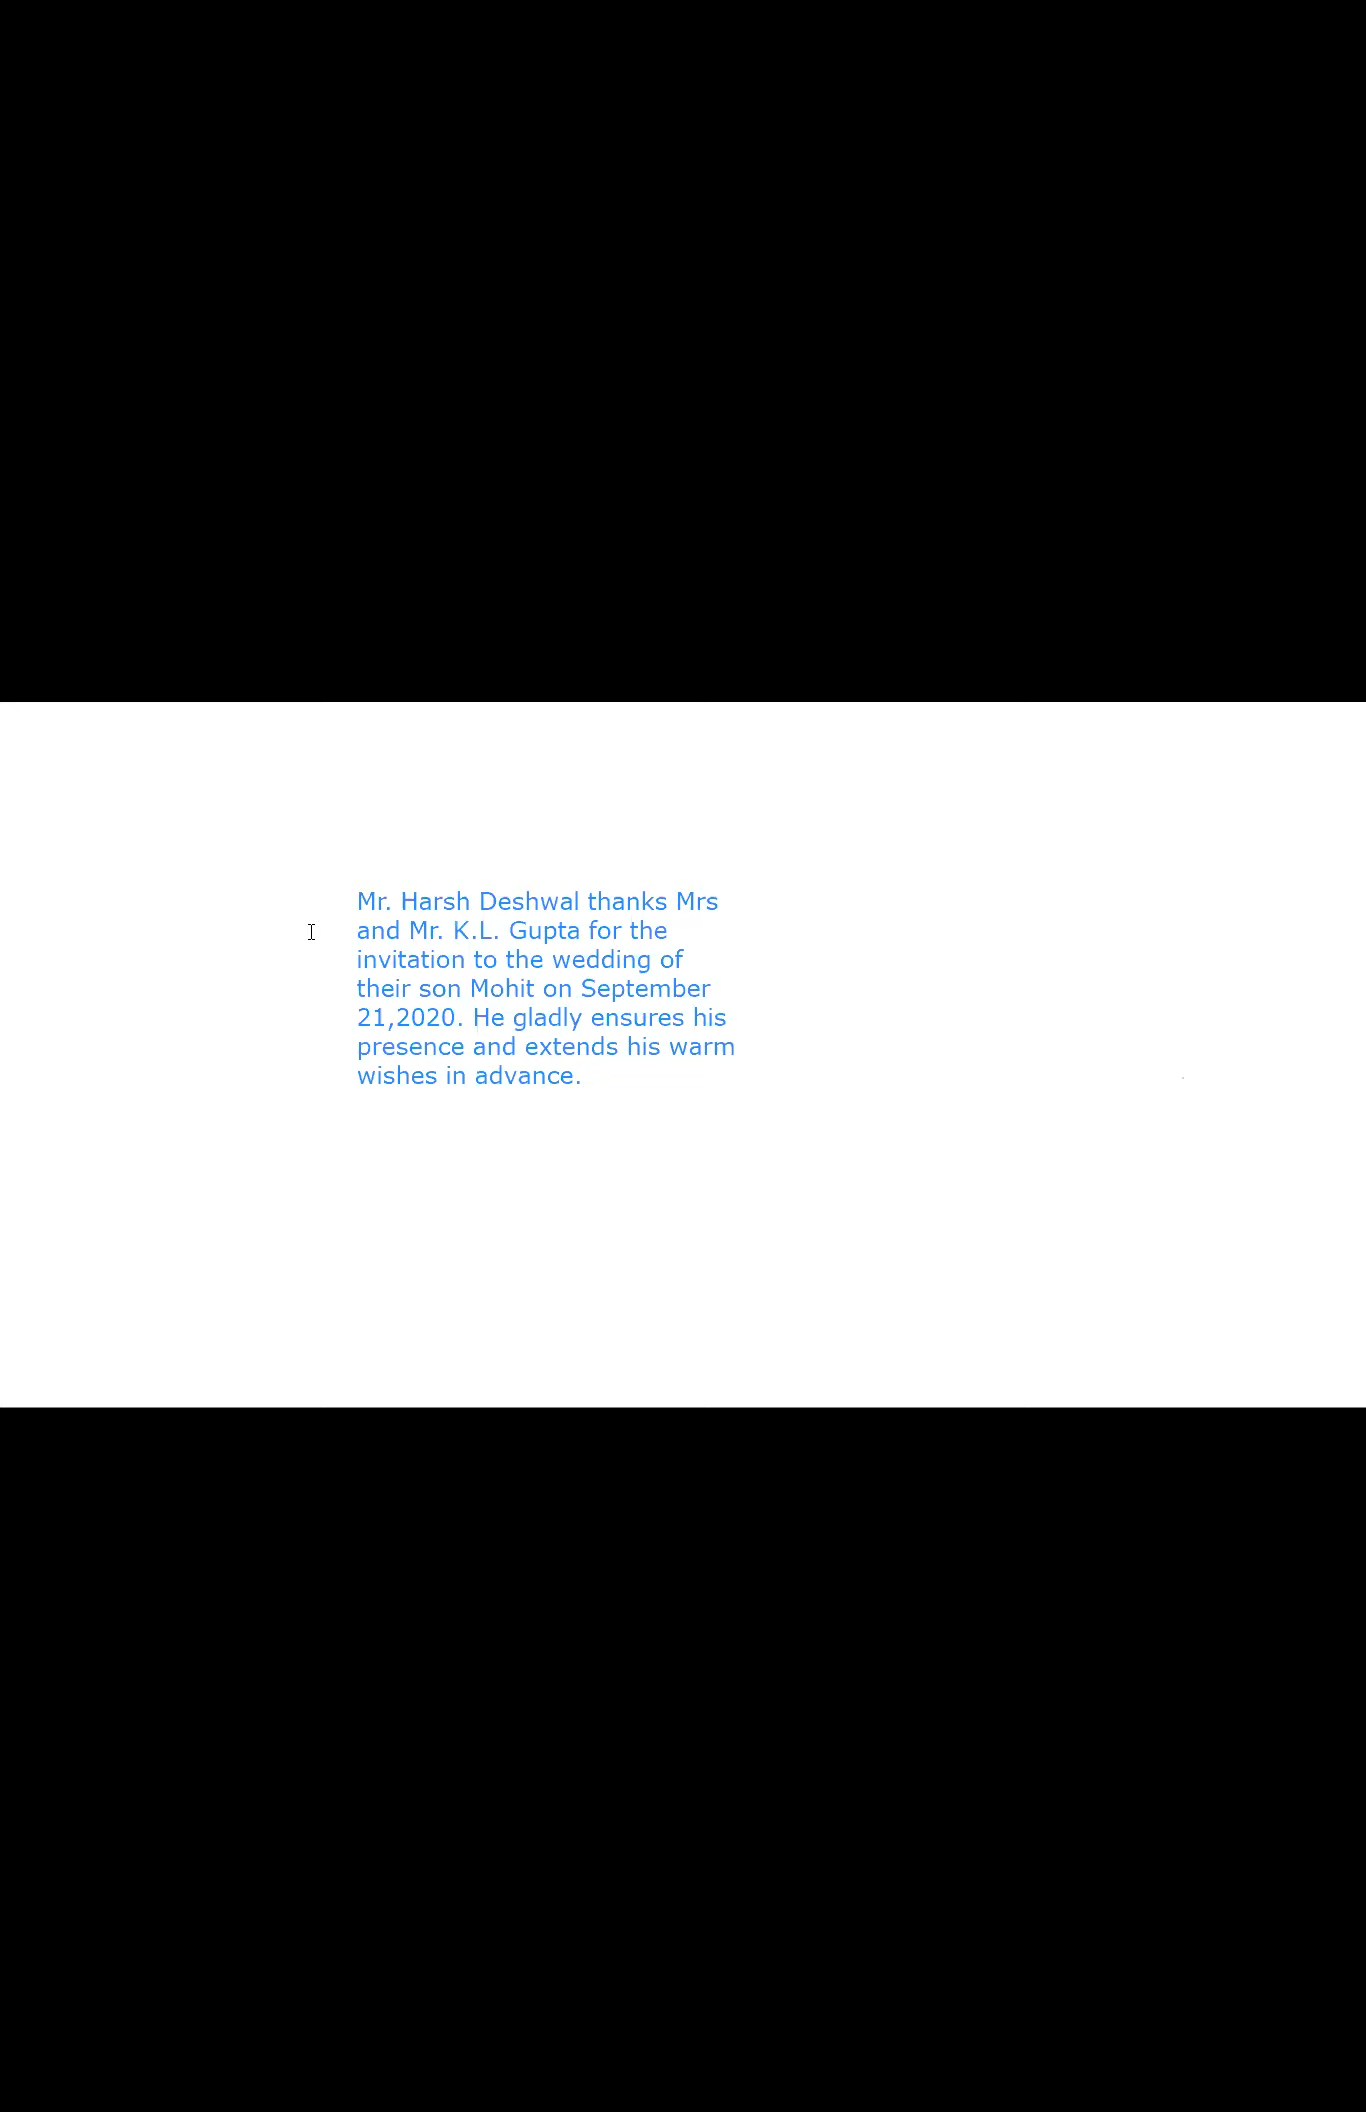 Mr. Harsh Deshwal thanks Mrs
and Mr. K.L. Gupta for the
invitation to the wedding of
their son Mohit on September
21,2020. He gladly ensures his
presence and extends his warm
wishes in advance.